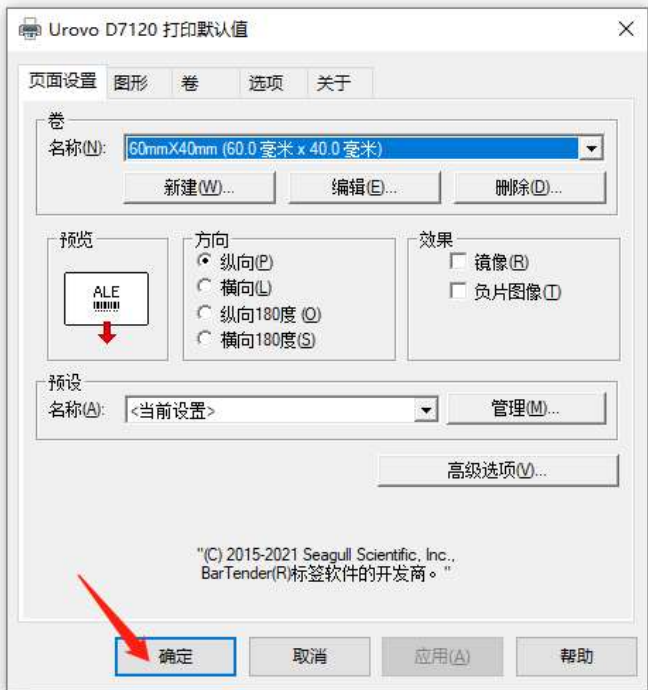 Urovo D7120 打印默认值
页面设置 图形 卷 选项 关于
卷
名称(N): 60mmX40mm (60.0 毫米 x 40.0 毫米)
新建(W)... 编辑(E)... 删除(D)...
预览 方向 效果
纵向(P) 镜像(R)
ALE 横向(L) 负片图像(T)
纵向180度 (O)
横向180度(S)
预设
名称(A): <当前设置> 管理(M)...
高级选项(V)...
"(C) 2015-2021 Seagull Scientific, Inc.,
BarTender(R)标签软件的开发商。"
确定 取消 应用(A) 帮助